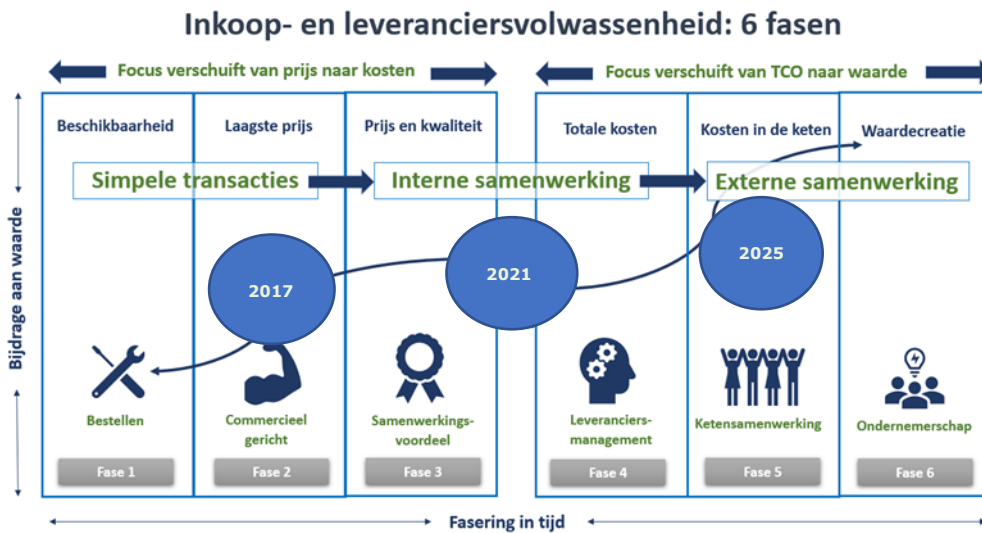 Inkoop- en leveranciersvolwassenheid: 6 fasen
Focus verschuift van prijs naar kosten
Focus verschuift van TCO naar waarde
Beschikbaarheid
Laagste prijs
Prijs en kwaliteit
Totale kosten
Kosten in de keten
Waardecreatie
Simpele transacties
Interne samenwerking
Externe samenwerking
Bijdrage aan waarde
2017
2021
2025
Bestellen
Commercieel
gericht
Samenwerkings-
voordeel
Leveranciers-
management
Ketensamenwerking
Ondernemerschap
Fase 1
Fase 2
Fase 3
Fase 4
Fase 5
Fase 6
Fasering in tijd